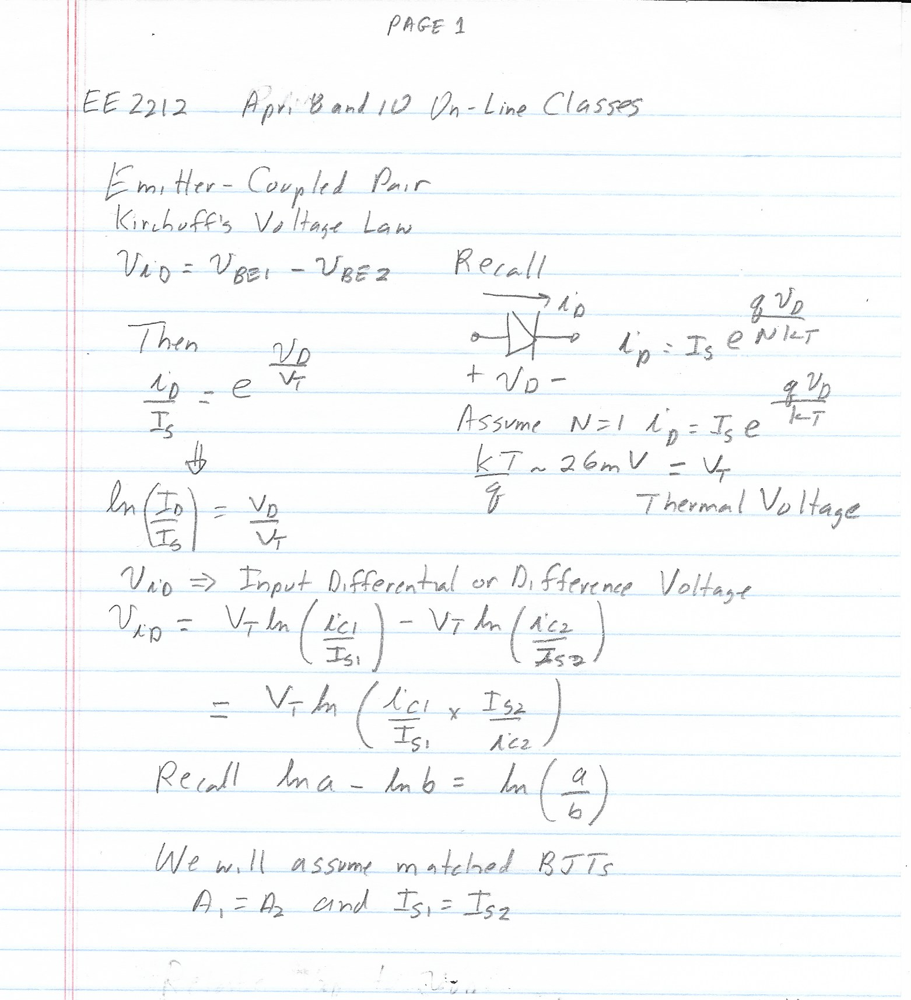 PAGE 1
EE 2212 April 8 and 10 On-Line Classes
Emitter-Coupled Pair
Kirchoff's Voltage Law
v_iD = v_BE1 - v_BE2
Recall
i_D
i_D = I_S e^(q v_D / NkT)
+ v_D -
Then
i_D / I_S = e^(v_D / V_T)
⇓
Assume N=1 i_D = I_S e^(q v_D / kT)
kT / q ~ 26mV = V_T
Thermal Voltage
ln(I_D / I_S) = V_D / V_T
v_iD ⇒ Input Differential or Difference Voltage
v_iD = V_T ln(i_C1 / I_S1) - V_T ln(i_C2 / I_S2)
= V_T ln(i_C1 / I_S1 x I_S2 / i_C2)
Recall ln a - ln b = ln(a / b)
We will assume matched BJTs
A_1 = A_2 and I_S1 = I_S2